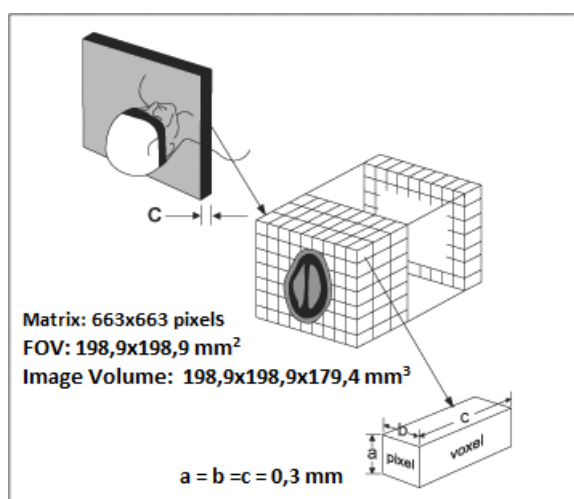 C
Matrix: 663x663 pixels
FOV: 198,9x198,9 mm²
Image Volume: 198,9x198,9x179,4 mm³
b
c
a
pixel
voxel
a = b =c = 0,3 mm